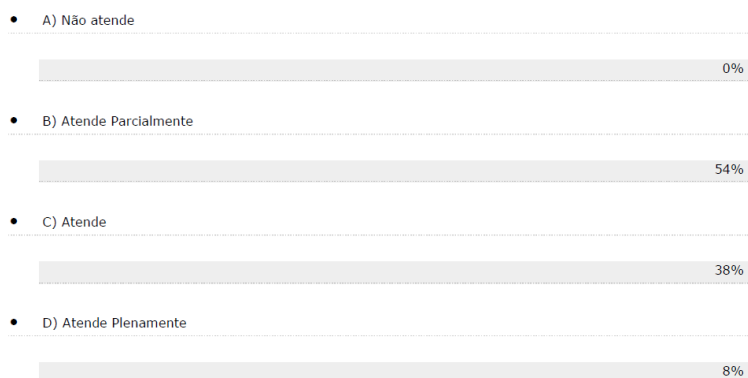 A) Não atende
0%
B) Atende Parcialmente
54%
C) Atende
38%
D) Atende Plenamente
8%